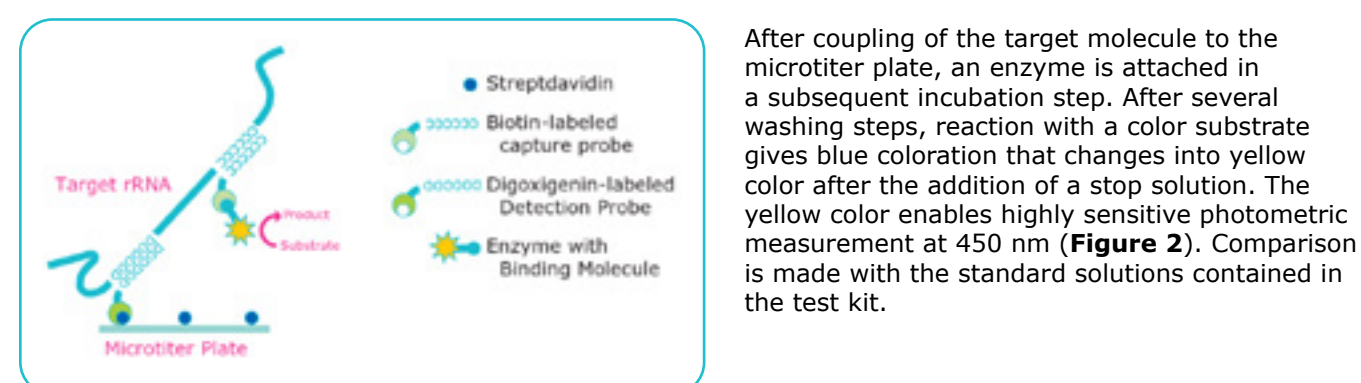 Streptdavidin
Biotin-labeled
capture probe
Target rRNA
Digoxigenin-labeled
Detection Probe
Product
Substrate
Enzyme with
Binding Molecule
Microtiter Plate
After coupling of the target molecule to the
microtiter plate, an enzyme is attached in
a subsequent incubation step. After several
washing steps, reaction with a color substrate
gives blue coloration that changes into yellow
color after the addition of a stop solution. The
yellow color enables highly sensitive photometric
measurement at 450 nm (Figure 2). Comparison
is made with the standard solutions contained in
the test kit.